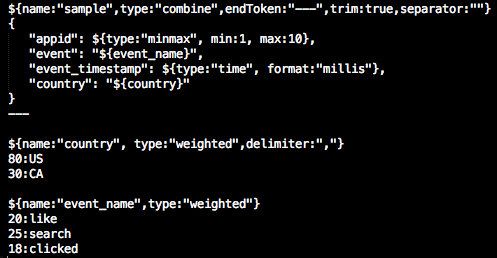 ${name:"sample",type:"combine",endToken:"---",trim:true,separator:""}
{
"appid": ${type:"minmax", min:1, max:10},
"event": "${event_name}",
"event_timestamp": ${type:"time", format:"millis"},
"country": "${country}"
}
---
${name:"country", type:"weighted",delimiter:","}
80:US
30:CA
${name:"event_name",type:"weighted"}
20:like
25:search
18:clicked